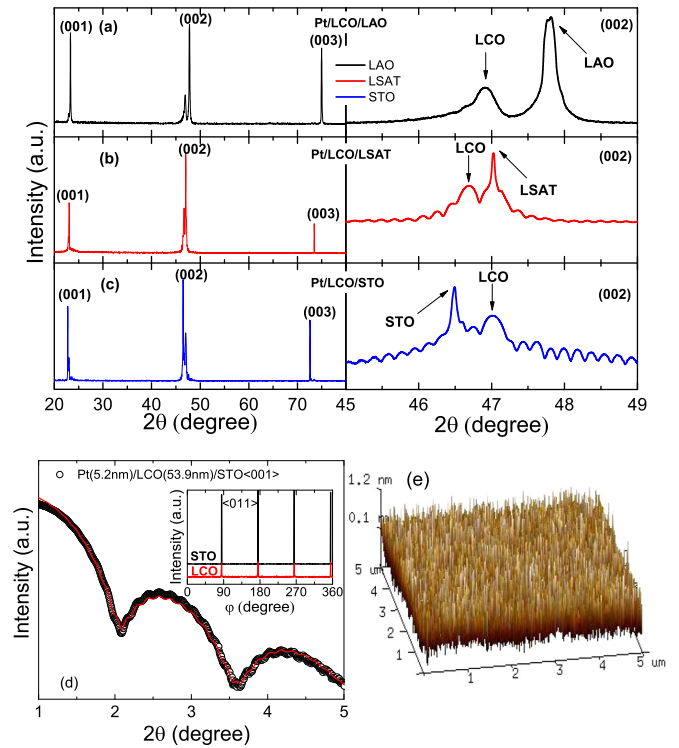 (001) (a) (002) Pt/LCO/LAO (003)
LAO
LSAT
STO
LCO LAO (002)
(b) (002) Pt/LCO/LSAT
(001) (003)
LCO LSAT (002)
(c) (002) Pt/LCO/STO
(001) (003)
STO LCO (002)
Intensity (a.u.)
20 30 40 50 60 70 45 46 47 48 49
2θ (degree) 2θ (degree)
Pt(5.2nm)/LCO(53.9nm)/STO<001>
Intensity (a.u.)
<011>
STO
LCO
0 90 180 270 360
φ (degree)
Intensity (a.u.)
(d)
1 2 3 4 5
2θ (degree)
(e)
1.2 nm
0.1 nm
5 um
4
3
2
1
1
2
3
4
5
um